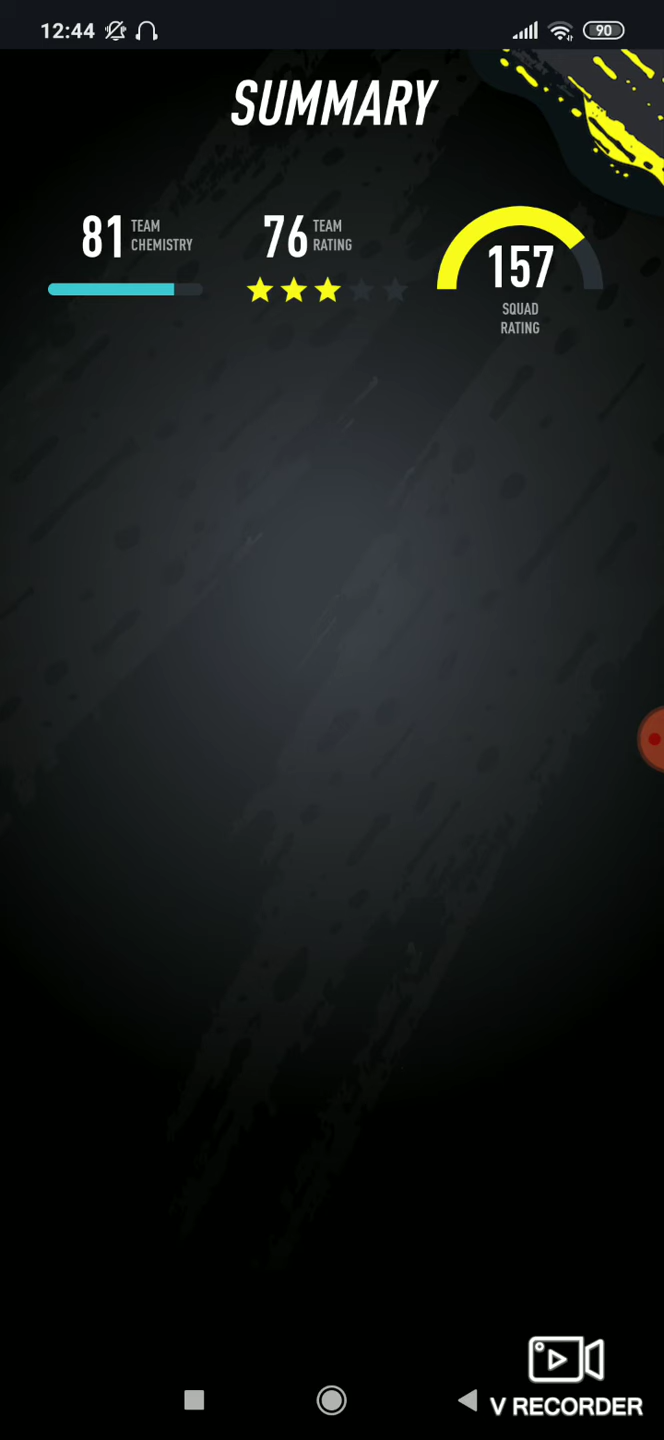 12:44
90
SUMMARY
81 TEAM CHEMISTRY
76 TEAM RATING
157
SQUAD
RATING
V RECORDER